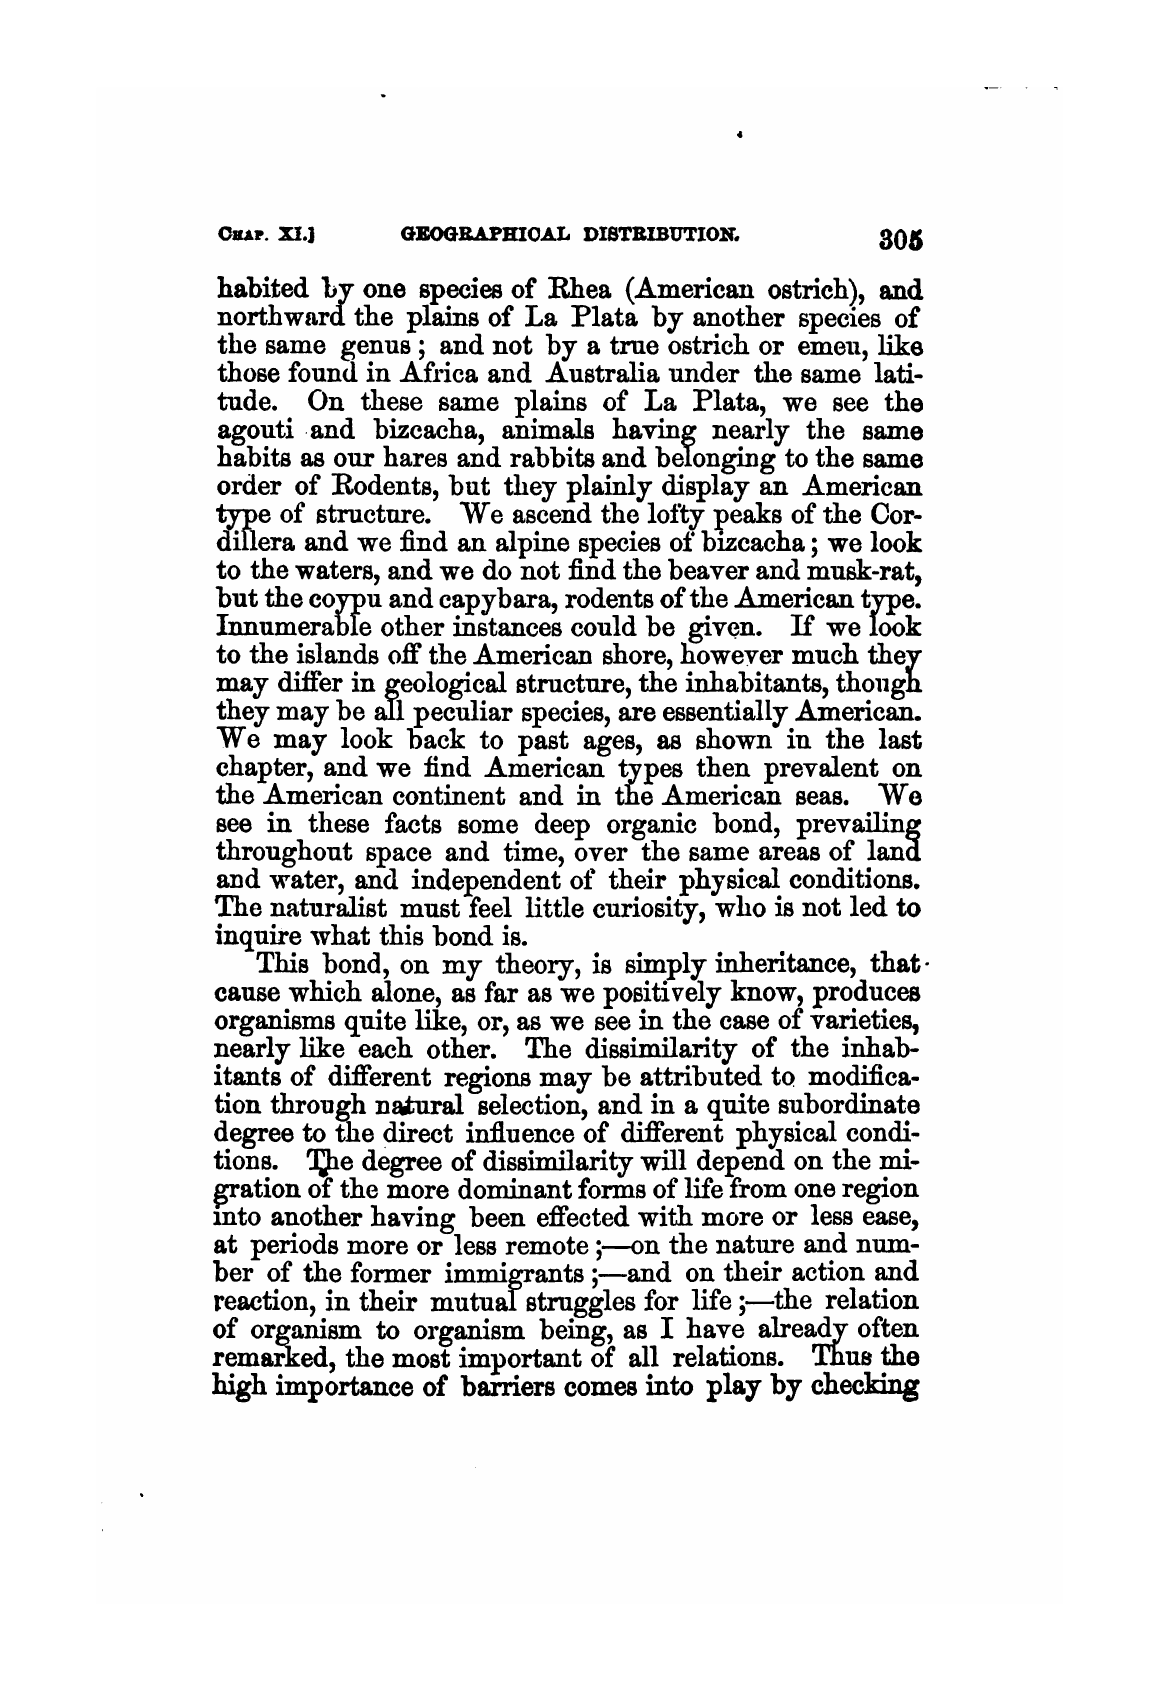 CHAP. XI.] GEOGRAPHICAL DISTRIBUTION. 305
habited by one species of Rhea (American ostrich), and
northward the plains of La Plata by another species of
the same genus; and not by a true ostrich or emeu, like
those found in Africa and Australia under the same lati-
tude. On these same plains of La Plata, we see the
agouti and bizcacha, animals having nearly the same
habits as our hares and rabbits and belonging to the same
order of Rodents, but they plainly display an American
type of structure. We ascend the lofty peaks of the Cor-
dillera and we find an alpine species of bizcacha; we look
to the waters, and we do not find the beaver and musk-rat,
but the coypu and capybara, rodents of the American type.
Innumerable other instances could be given. If we look
to the islands off the American shore, however much they
may differ in geological structure, the inhabitants, though
they may be all peculiar species, are essentially American.
We may look back to past ages, as shown in the last
chapter, and we find American types then prevalent on
the American continent and in the American seas. We
see in these facts some deep organic bond, prevailing
throughout space and time, over the same areas of land
and water, and independent of their physical conditions.
The naturalist must feel little curiosity, who is not led to
inquire what this bond is.
This bond, on my theory, is simply inheritance, that
cause which alone, as far as we positively know, produces
organisms quite like, or, as we see in the case of varieties,
nearly like each other. The dissimilarity of the inhab-
itants of different regions may be attributed to modifica-
tion through natural selection, and in a quite subordinate
degree to the direct influence of different physical condi-
tions. The degree of dissimilarity will depend on the mi-
gration of the more dominant forms of life from one region
into another having been effected with more or less ease,
at periods more or less remote;—on the nature and num-
ber of the former immigrants;—and on their action and
reaction, in their mutual struggles for life;—the relation
of organism to organism being, as I have already often
remarked, the most important of all relations. Thus the
high importance of barriers comes into play by checking